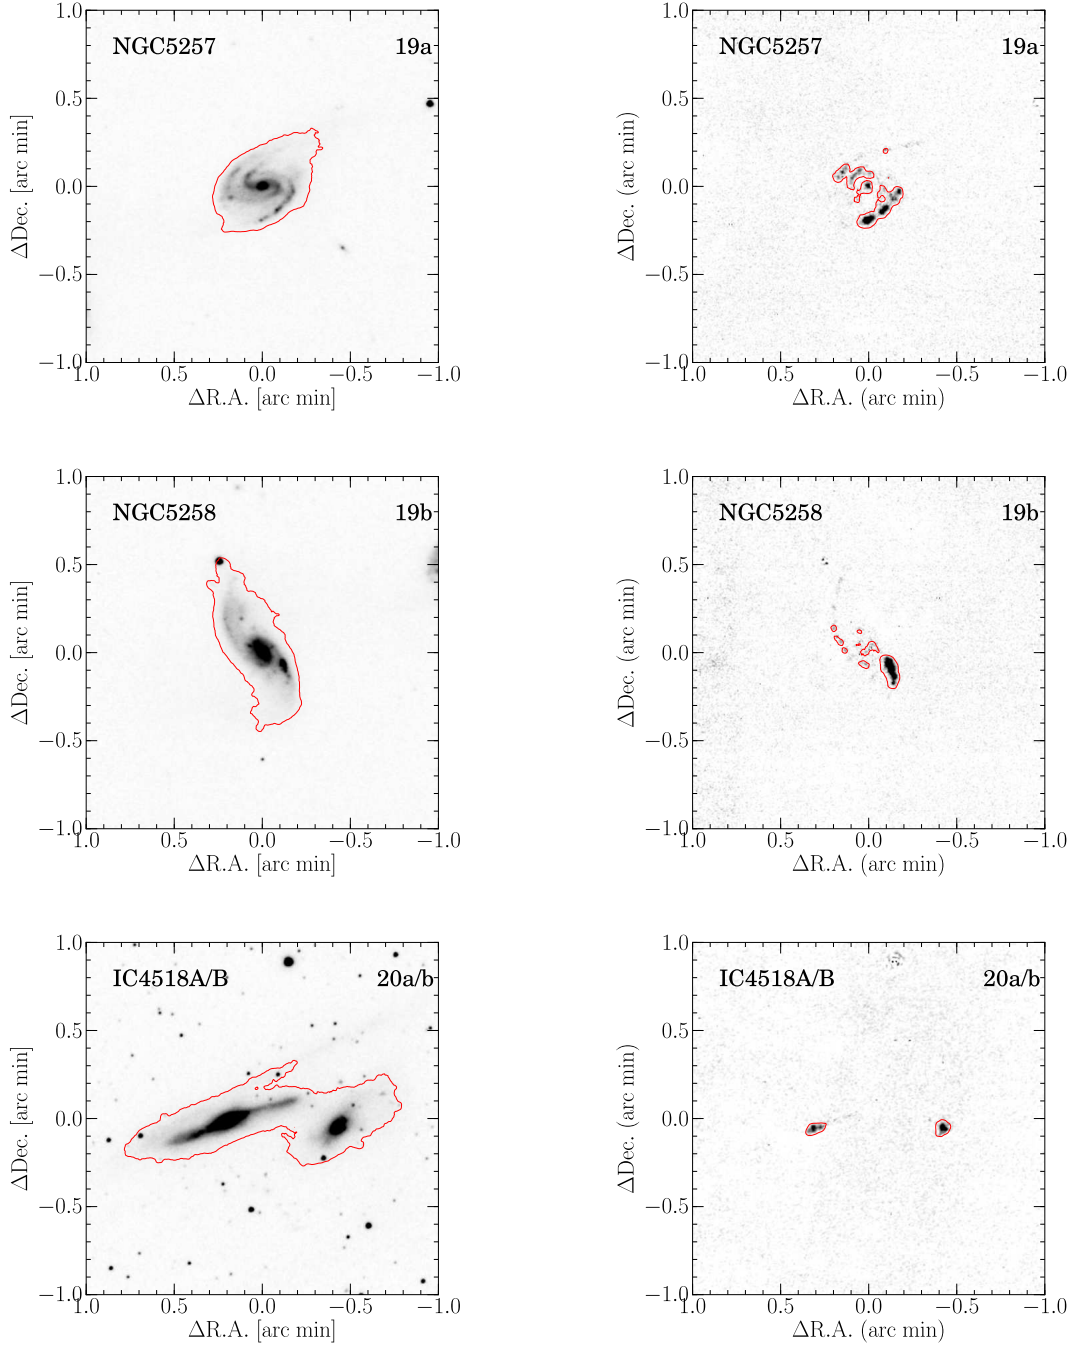 1.0
NGC5257 19a
0.5
0.0
−0.5
−1.0
1.0 0.5 0.0 −0.5 −1.0
ΔR.A. [arc min]
ΔDec. [arc min]
1.0
NGC5257 19a
0.5
0.0
−0.5
−1.0
1.0 0.5 0.0 −0.5 −1.0
ΔR.A. (arc min)
ΔDec. (arc min)
1.0
NGC5258 19b
0.5
0.0
−0.5
−1.0
1.0 0.5 0.0 −0.5 −1.0
ΔR.A. [arc min]
ΔDec. [arc min]
1.0
NGC5258 19b
0.5
0.0
−0.5
−1.0
1.0 0.5 0.0 −0.5 −1.0
ΔR.A. (arc min)
ΔDec. (arc min)
1.0
IC4518A/B 20a/b
0.5
0.0
−0.5
−1.0
1.0 0.5 0.0 −0.5 −1.0
ΔR.A. [arc min]
ΔDec. [arc min]
1.0
IC4518A/B 20a/b
0.5
0.0
−0.5
−1.0
1.0 0.5 0.0 −0.5 −1.0
ΔR.A. (arc min)
ΔDec. (arc min)